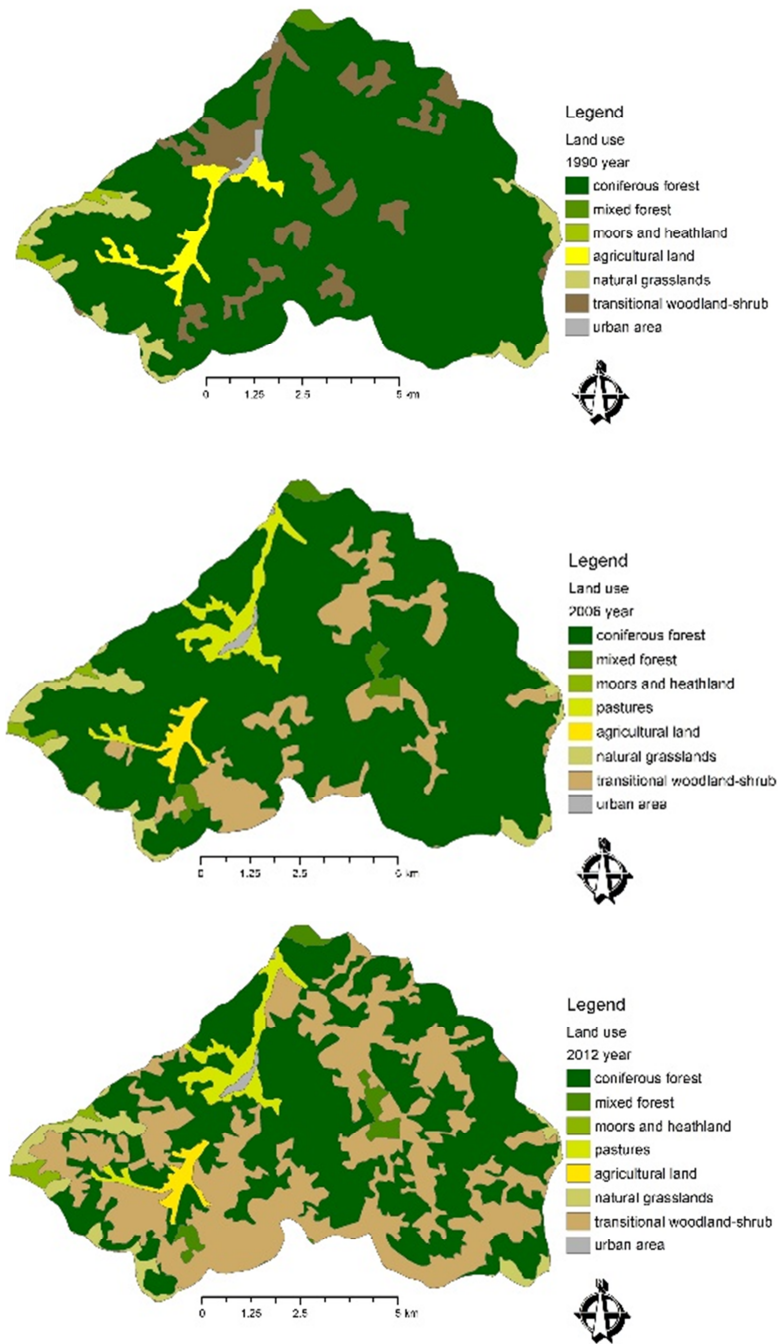 Legend
Land use
1990 year
coniferous forest
mixed forest
moors and heathland
agricultural land
natural grasslands
transitional woodland-shrub
urban area
0 1.25 2.5 5 km
Legend
Land use
2006 year
coniferous forest
mixed forest
moors and heathland
pastures
agricultural land
natural grasslands
transitional woodland-shrub
urban area
0 1.25 2.5 5 km
Legend
Land use
2012 year
coniferous forest
mixed forest
moors and heathland
pastures
agricultural land
natural grasslands
transitional woodland-shrub
urban area
0 1.25 2.5 5 km